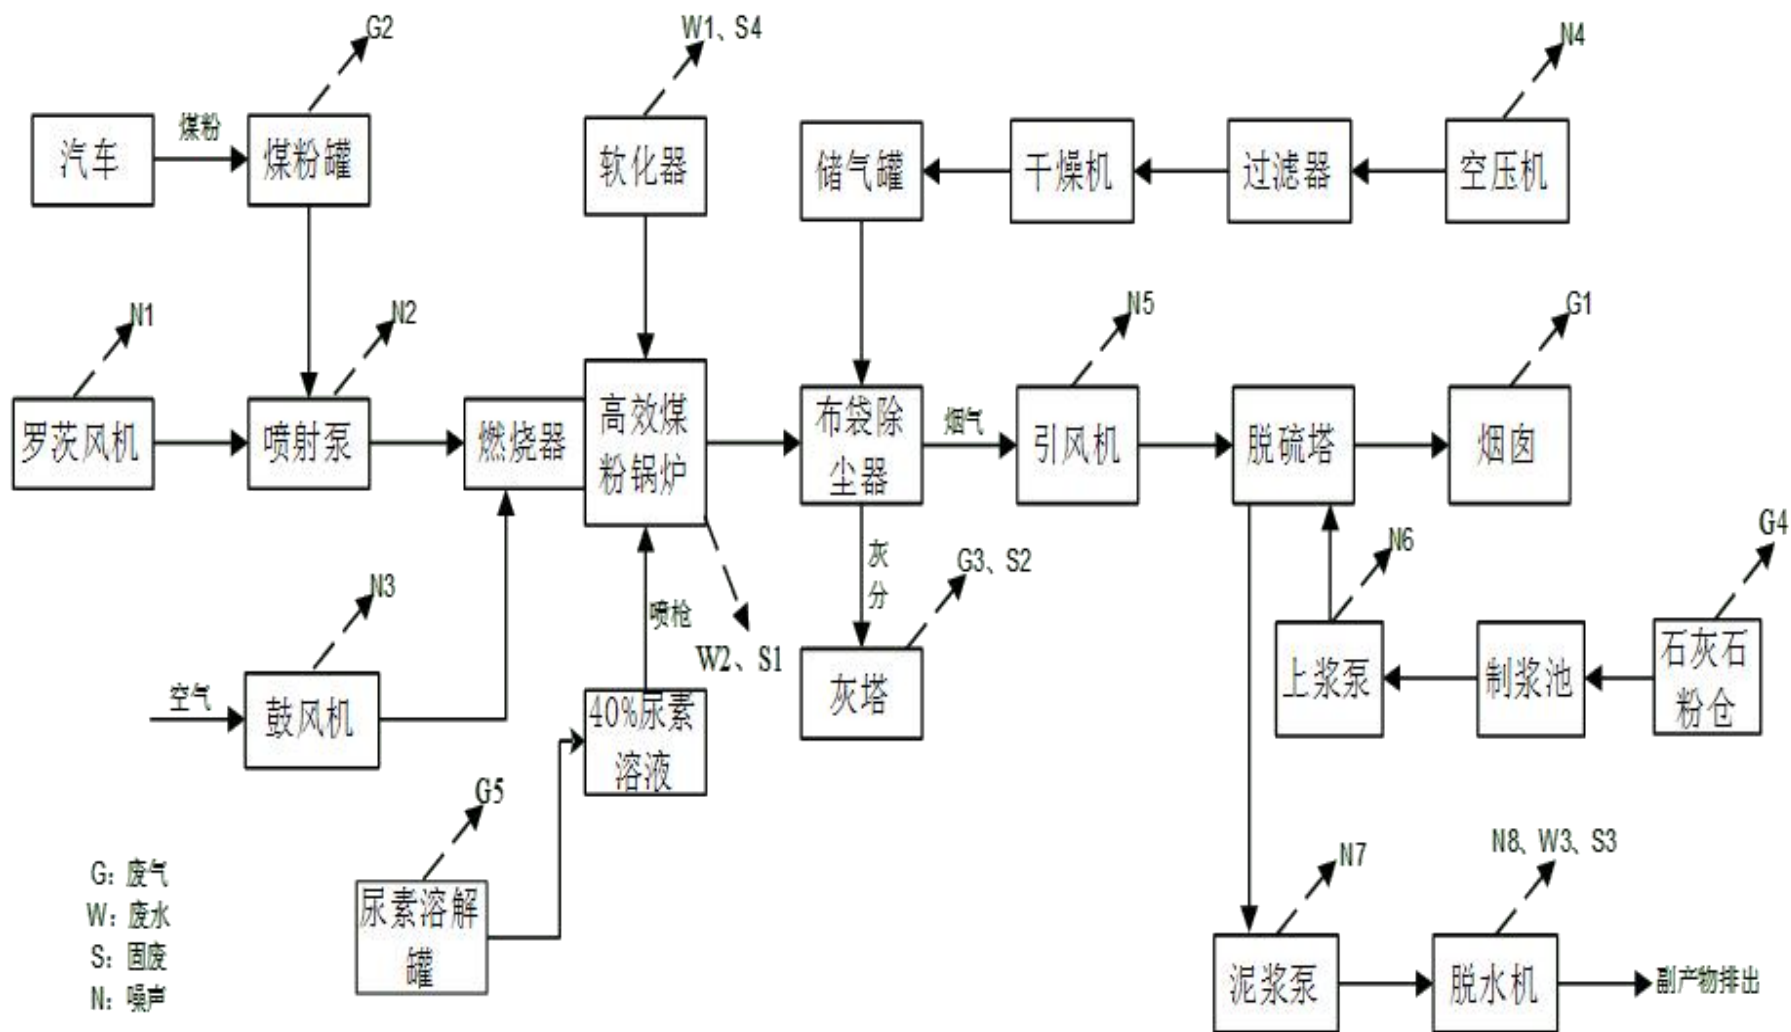 G2
W1、S4
N4
汽车
煤粉
煤粉罐
软化器
储气罐
干燥机
过滤器
空压机
N1
N2
N5
G1
罗茨风机
喷射泵
燃烧器
高效煤
粉锅炉
布袋除
尘器
烟气
引风机
脱硫塔
烟囱
N3
喷枪
W2、S1
灰
分
G3、S2
N6
G4
空气
鼓风机
40%尿素
溶液
灰塔
上浆泵
制浆池
石灰石
粉仓
G5
尿素溶解
罐
N7
N8、W3、S3
泥浆泵
脱水机
副产物排出
G：废气
W：废水
S：固废
N：噪声